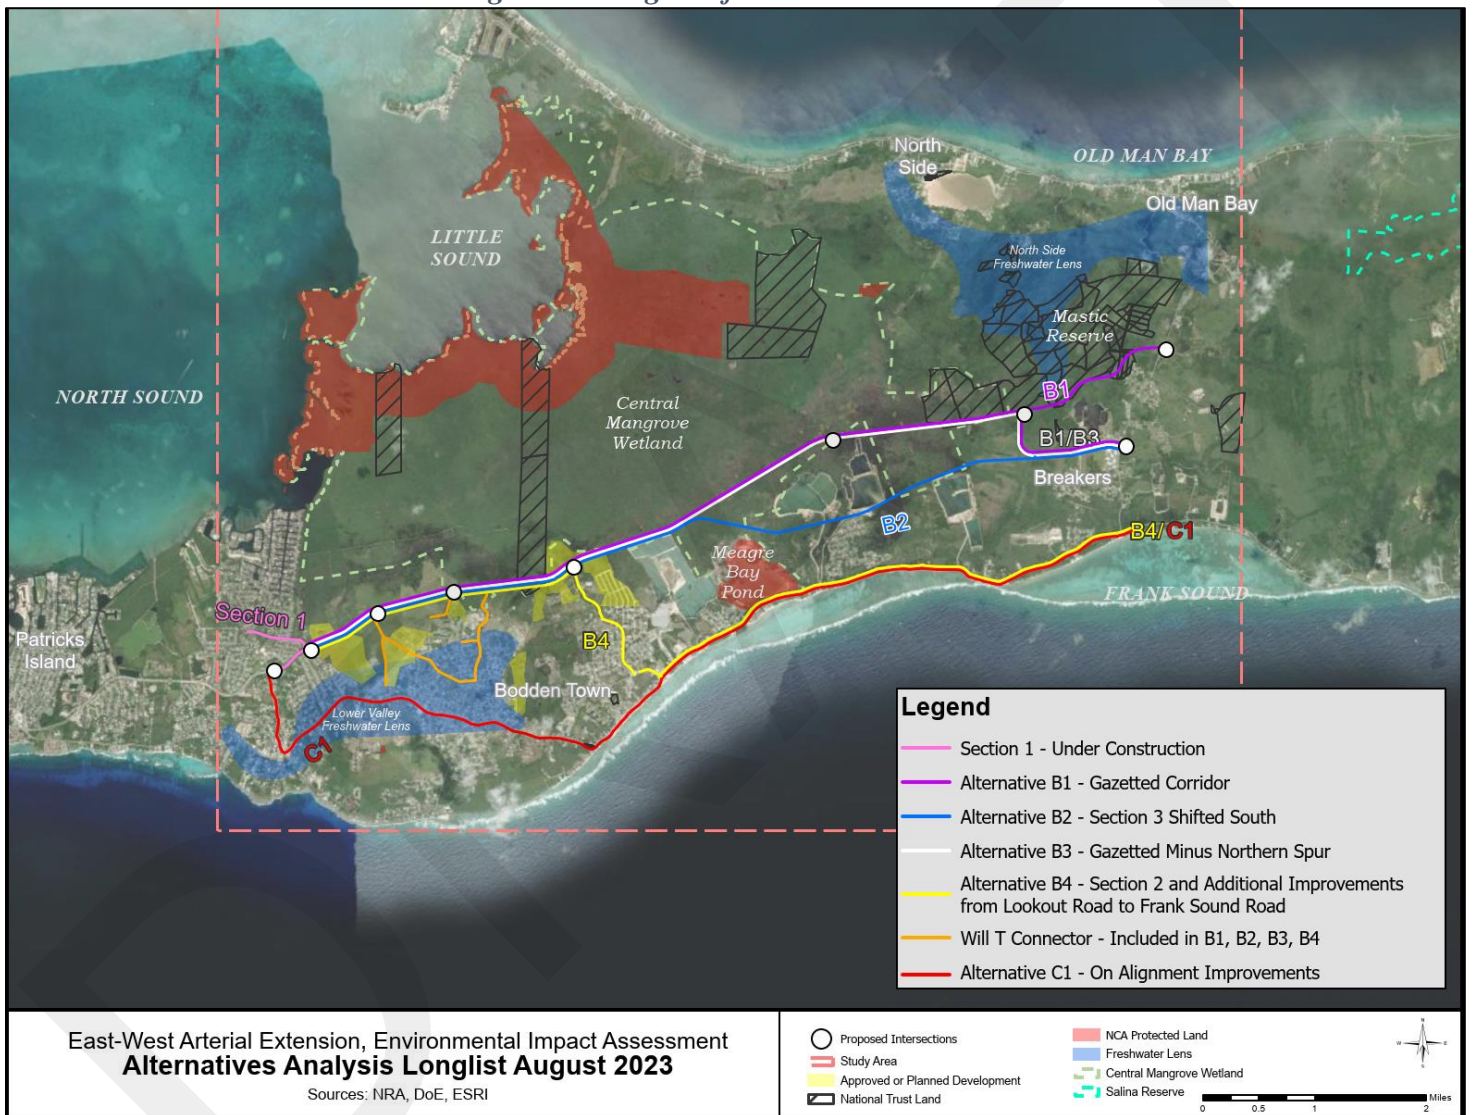 OLD MAN BAY
North
Side
Old Man Bay
LITTLE
SOUND
North Side
Freshwater Lens
Mastic
Reserve
NORTH SOUND
Central
Mangrove
Wetland
B1
B1/B3
Breakers
B2
B4/C1
Meagre
Bay
Pond
FRANK SOUND
Section 1
Patricks
Island
B4
Bodden Town
Lower Valley
Freshwater Lens
C1
Legend
Section 1 - Under Construction
Alternative B1 - Gazetted Corridor
Alternative B2 - Section 3 Shifted South
Alternative B3 - Gazetted Minus Northern Spur
Alternative B4 - Section 2 and Additional Improvements
from Lookout Road to Frank Sound Road
Will T Connector - Included in B1, B2, B3, B4
Alternative C1 - On Alignment Improvements
East-West Arterial Extension, Environmental Impact Assessment
Alternatives Analysis Longlist August 2023
Sources: NRA, DoE, ESRI
Proposed Intersections
Study Area
Approved or Planned Development
National Trust Land
NCA Protected Land
Freshwater Lens
Central Mangrove Wetland
Salina Reserve
N
W
E
S
Miles
0 0.5 1 2